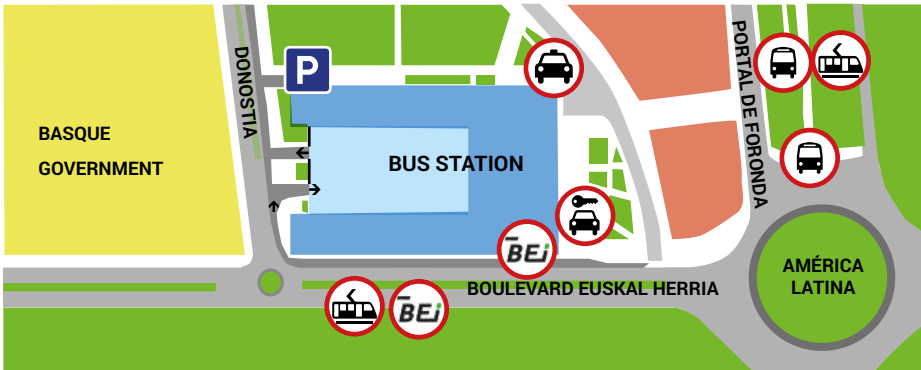 P
DONOSTIA
PORTAL DE FORONDA
BASQUE
GOVERNMENT
BUS STATION
BEi
BEi
BOULEVARD EUSKAL HERRIA
AMÉRICA
LATINA